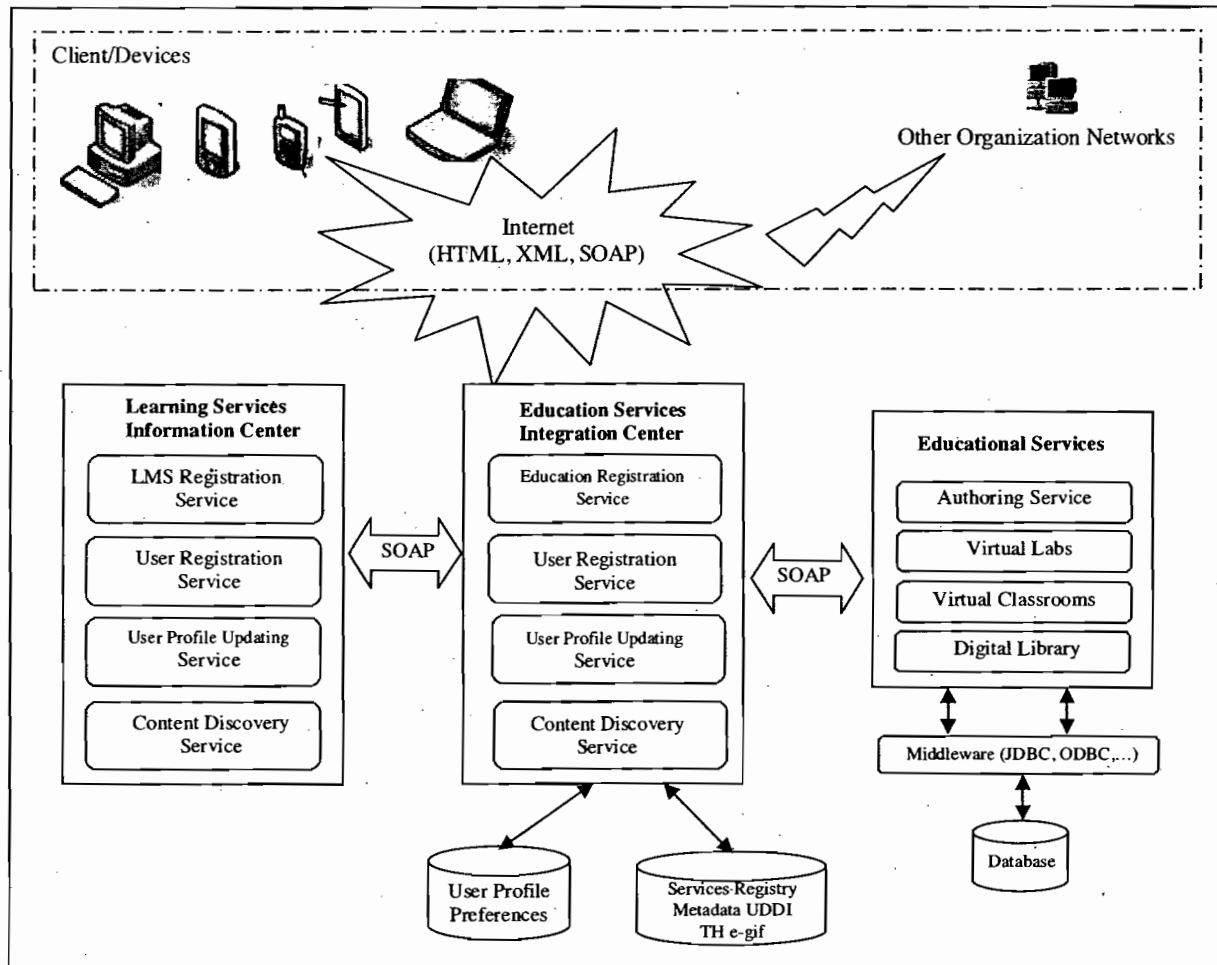 Client/Devices
Other Organization Networks
Internet
(HTML, XML, SOAP)
Learning Services
Information Center
LMS Registration
Service
User Registration
Service
User Profile Updating
Service
Content Discovery
Service
SOAP
Education Services
Integration Center
Education Registration
Service
User Registration
Service
User Profile Updating
Service
Content Discovery
Service
SOAP
Educational Services
Authoring Service
Virtual Labs
Virtual Classrooms
Digital Library
Middleware (JDBC, ODBC,...)
Database
User Profile
Preferences
Services-Registry
Metadata UDDI
TH e-gif